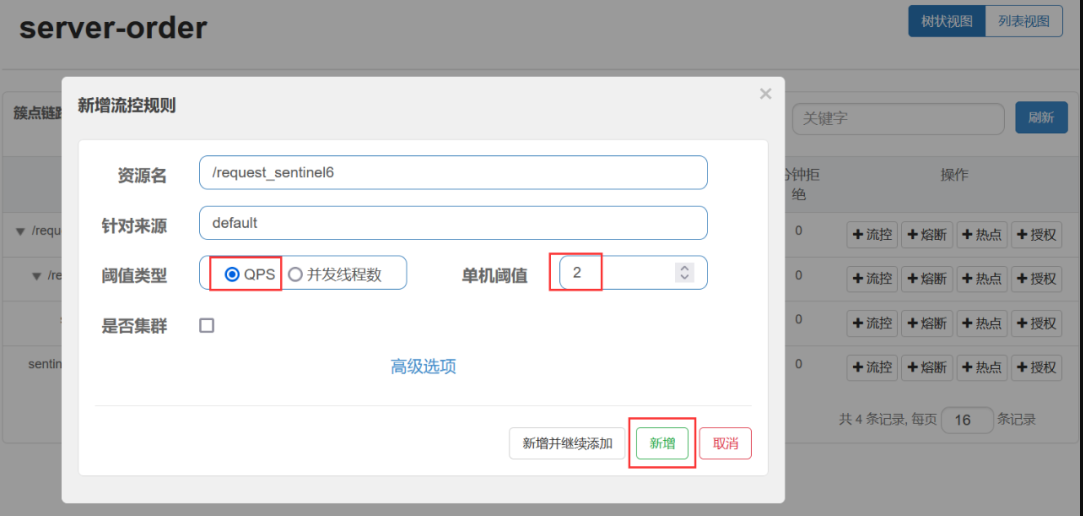 server-order
树状视图 列表视图
新增流控规则 ×
簇点链路
关键字 刷新
资源名 /request_sentinel6
分钟拒绝 操作
针对来源 default
/requ 0 流控 熔断 热点 授权
阈值类型 QPS 并发线程数 单机阈值 2
/re 0 流控 熔断 热点 授权
是否集群
0 流控 熔断 热点 授权
高级选项
sentin 0 流控 熔断 热点 授权
共 4 条记录, 每页 16 条记录
新增并继续添加 新增 取消